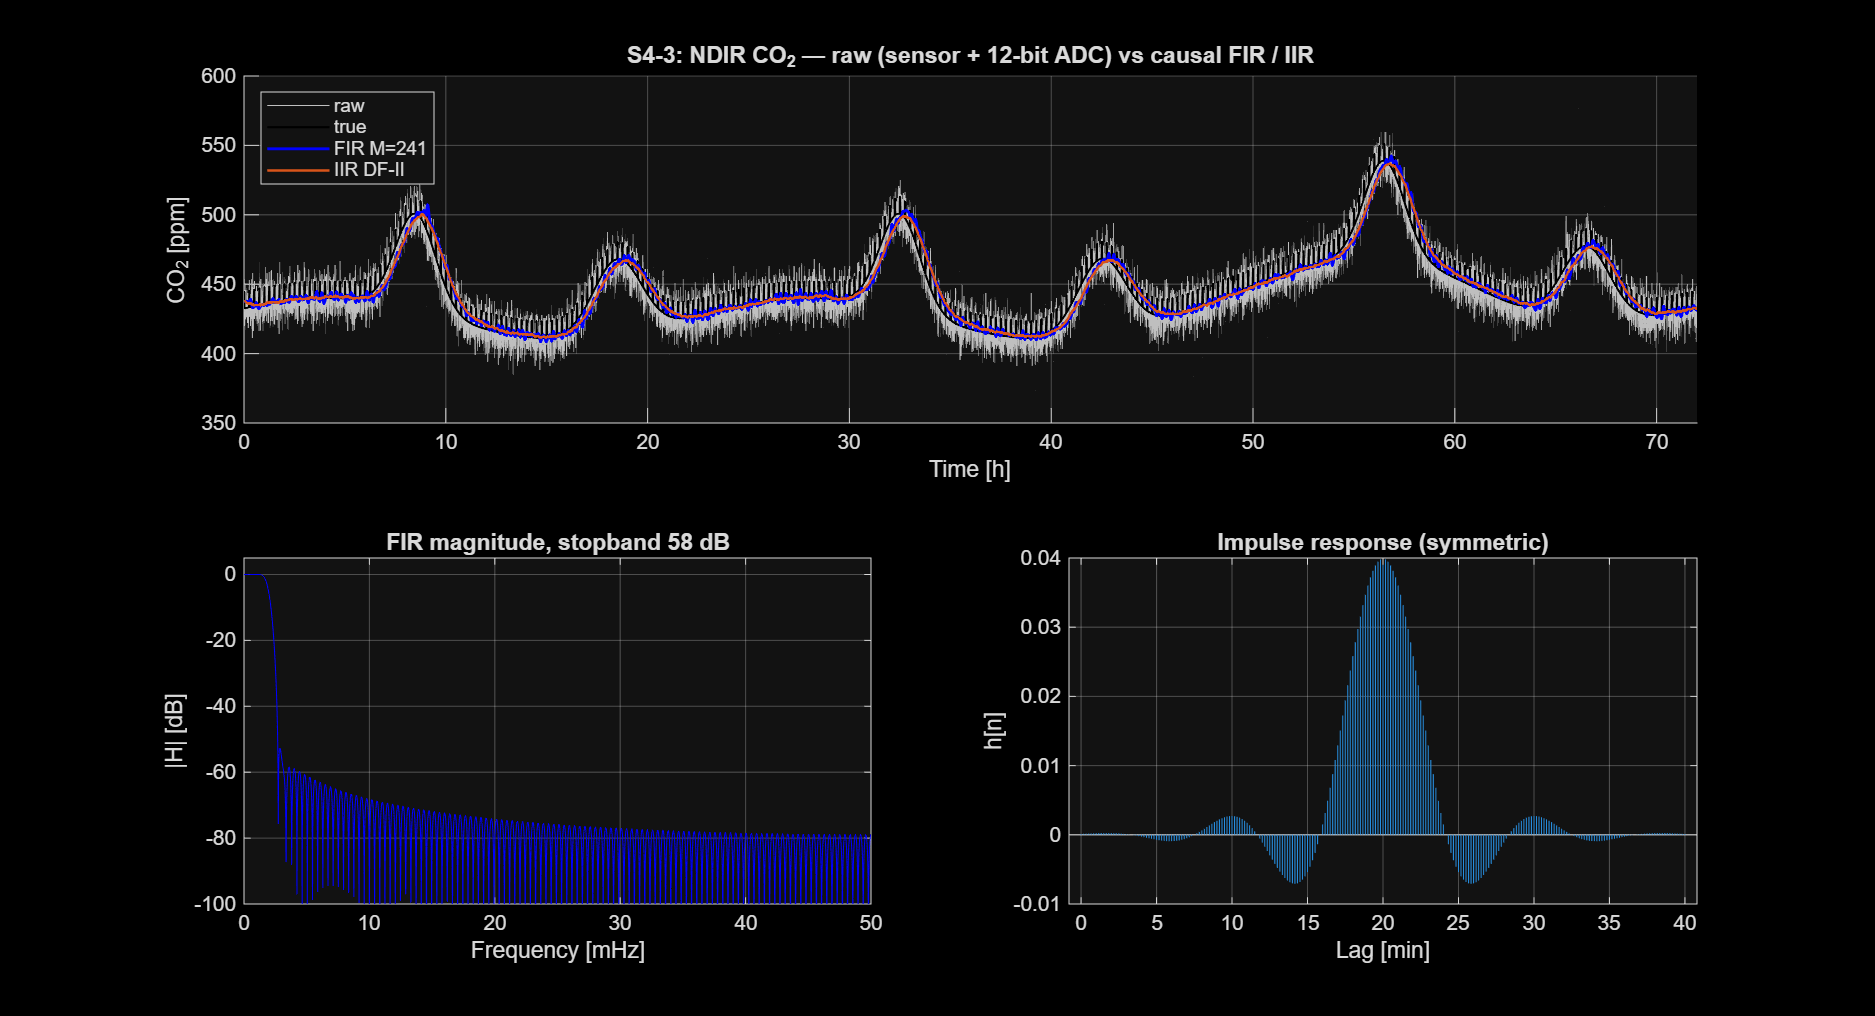 S4-3: NDIR CO₂ — raw (sensor + 12-bit ADC) vs causal FIR / IIR
600
550
500
450
400
350
CO₂ [ppm]
raw
true
FIR M=241
IIR DF-II
0 10 20 30 40 50 60 70
Time [h]
FIR magnitude, stopband 58 dB
0
-20
-40
-60
-80
-100
|H| [dB]
0 10 20 30 40 50
Frequency [mHz]
Impulse response (symmetric)
0.04
0.03
0.02
0.01
0
-0.01
h[n]
0 5 10 15 20 25 30 35 40
Lag [min]